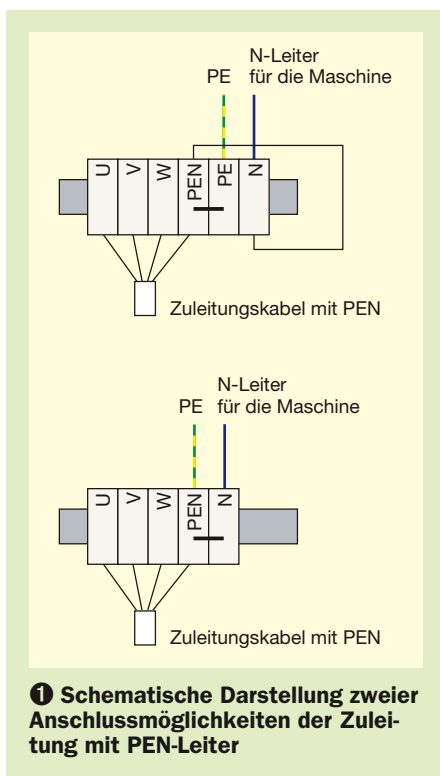 N-Leiter
PE für die Maschine
U V W PEN PE N
Zuleitungskabel mit PEN
N-Leiter
PE für die Maschine
U V W PEN N
Zuleitungskabel mit PEN
❶ Schematische Darstellung zweier
Anschlussmöglichkeiten der Zulei-
tung mit PEN-Leiter